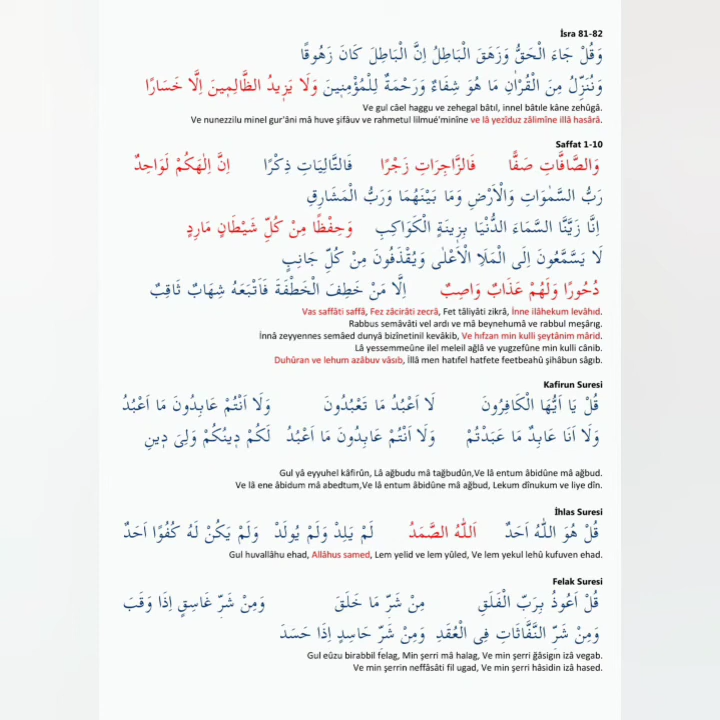 İsra 81-82
وَقُلْ جَاءَ الْحَقُّ وَزَهَقَ الْبَاطِلُ اِنَّ الْبَاطِلَ كَانَ زَهُوقًا
وَنُنَزِّلُ مِنَ الْقُرْاٰنِ مَا هُوَ شِفَاءٌ وَرَحْمَةٌ لِلْمُؤْمِنٖينَ وَلَا يَزٖيدُ الظَّالِمٖينَ اِلَّا خَسَارًا
Ve gul câel haggu ve zehegal bâtıl, innel bâtıle kâne zehûgâ.
Ve nunezzilu minel gur'âni mâ huve şifâuv ve rahmetul lilmué'minîne ve lâ yezîduz zâlimîne illâ hasârâ.
Saffat 1-10
وَالصَّافَّاتِ صَفًّا فَالزَّاجِرَاتِ زَجْرًا فَالتَّالِيَاتِ ذِكْرًا اِنَّ اِلٰهَكُمْ لَوَاحِدٌ
رَبُّ السَّمٰوَاتِ وَالْاَرْضِ وَمَا بَيْنَهُمَا وَرَبُّ الْمَشَارِقِ
اِنَّا زَيَّنَّا السَّمَاءَ الدُّنْيَا بِزٖينَةٍ الْكَوَاكِبِ وَحِفْظًا مِنْ كُلِّ شَيْطَانٍ مَارِدٍ
لَا يَسَّمَّعُونَ اِلَى الْمَلَاِ الْاَعْلٰى وَيُقْذَفُونَ مِنْ كُلِّ جَانِبٍ
دُحُورًا وَلَهُمْ عَذَابٌ وَاصِبٌ اِلَّا مَنْ خَطِفَ الْخَطْفَةَ فَاَتْبَعَهُ شِهَابٌ ثَاقِبٌ
Vas saffâti saffâ, Fez zâcirâti zecrâ, Fet tâliyâti zikrâ, İnne ilâhekum levâhıd.
Rabbus semâvâti vel ardı ve mâ beynehumâ ve rabbul meşârıg.
İnnâ zeyyennes semâed dunyâ bizînetinil kevâkib, Ve hıfzan min kulli şeytânim mârid.
Lâ yessemmeûne ilel meleil ağlâ ve yugzefûne min kulli cânib.
Duhûran ve lehum azâbuv vâsıb, İllâ men hatıfel hatfete feetbeahû şihâbun sâgıb.
Kafirun Suresi
قُلْ يَا اَيُّهَا الْكَافِرُونَ لَا اَعْبُدُ مَا تَعْبُدُونَ وَلَا اَنْتُمْ عَابِدُونَ مَا اَعْبُدُ
وَلَا اَنَا عَابِدٌ مَا عَبَدْتُمْ وَلَا اَنْتُمْ عَابِدُونَ مَا اَعْبُدُ لَكُمْ دٖينُكُمْ وَلِىَ دٖينِ
Gul yâ eyyuhel kâfirûn, Lâ ağbudu mâ tağbudûn,Ve lâ entum âbidûne mâ ağbud.
Ve lâ ene âbidum mâ abedtum,Ve lâ entum âbidûne mâ ağbud, Lekum dînukum ve liye dîn.
İhlas Suresi
قُلْ هُوَ اللّٰهُ اَحَدٌ اَللّٰهُ الصَّمَدُ لَمْ يَلِدْ وَلَمْ يُولَدْ وَلَمْ يَكُنْ لَهُ كُفُوًا اَحَدٌ
Gul huvallâhu ehad, Allâhus samed, Lem yelid ve lem yûled, Ve lem yekul lehû kufuven ehad.
Felak Suresi
قُلْ اَعُوذُ بِرَبِّ الْفَلَقِ مِنْ شَرِّ مَا خَلَقَ وَمِنْ شَرِّ غَاسِقٍ اِذَا وَقَبَ
وَمِنْ شَرِّ النَّفَّاثَاتِ فِى الْعُقَدِ وَمِنْ شَرِّ حَاسِدٍ اِذَا حَسَدَ
Gul eûzu birabbil felag, Min şerri mâ halag, Ve min şerri ğâsigın izâ vegab.
Ve min şerrin neffâsâti fil ugad, Ve min şerri hâsidin izâ hased.